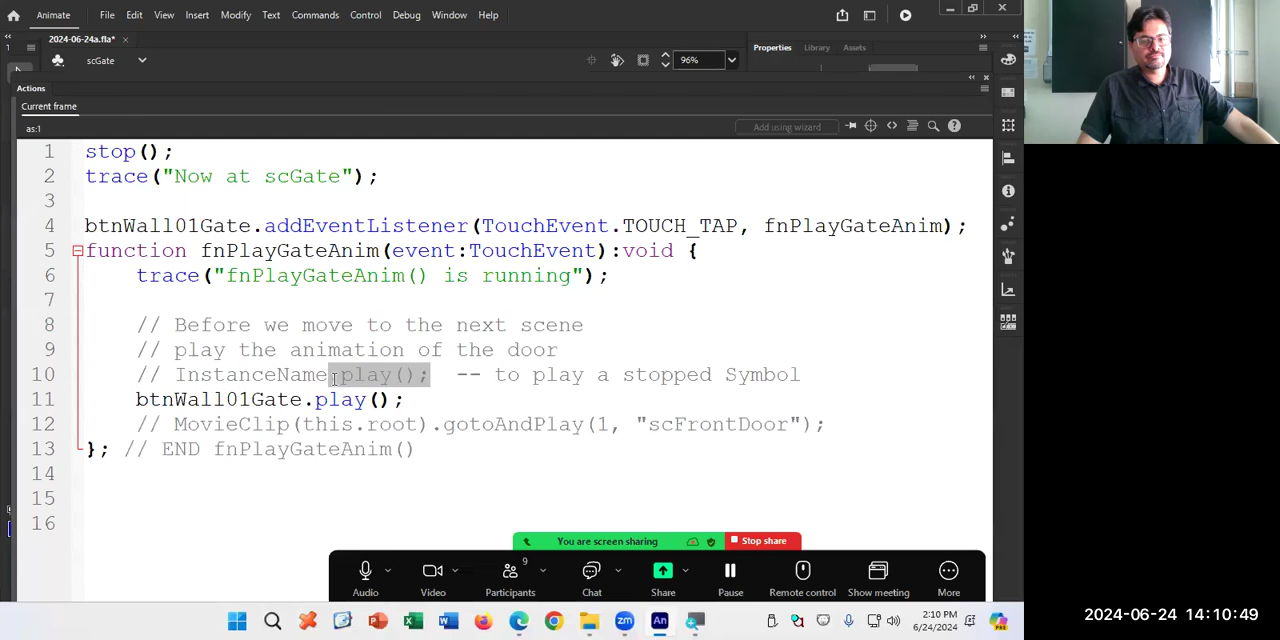 Animate File Edit View Insert Modify Text Commands Control Debug Window Help
2024-06-24a.fla* ×
Properties Library Assets
scGate
96%
Actions
Current frame
as:1
Add using wizard
1 stop();
2 trace("Now at scGate");
3
4 btnWall01Gate.addEventListener(TouchEvent.TOUCH_TAP, fnPlayGateAnim);
5 function fnPlayGateAnim(event:TouchEvent):void {
6 trace("fnPlayGateAnim() is running");
7
8 // Before we move to the next scene
9 // play the animation of the door
10 // InstanceName.play(); -- to play a stopped Symbol
11 btnWall01Gate.play();
12 // MovieClip(this.root).gotoAndPlay(1, "scFrontDoor");
13 }; // END fnPlayGateAnim()
14
15
16
You are screen sharing Stop share
9
Audio Video Participants Chat Share Pause Remote control Show meeting More
2:10 PM
6/24/2024
2024-06-24 14:10:49